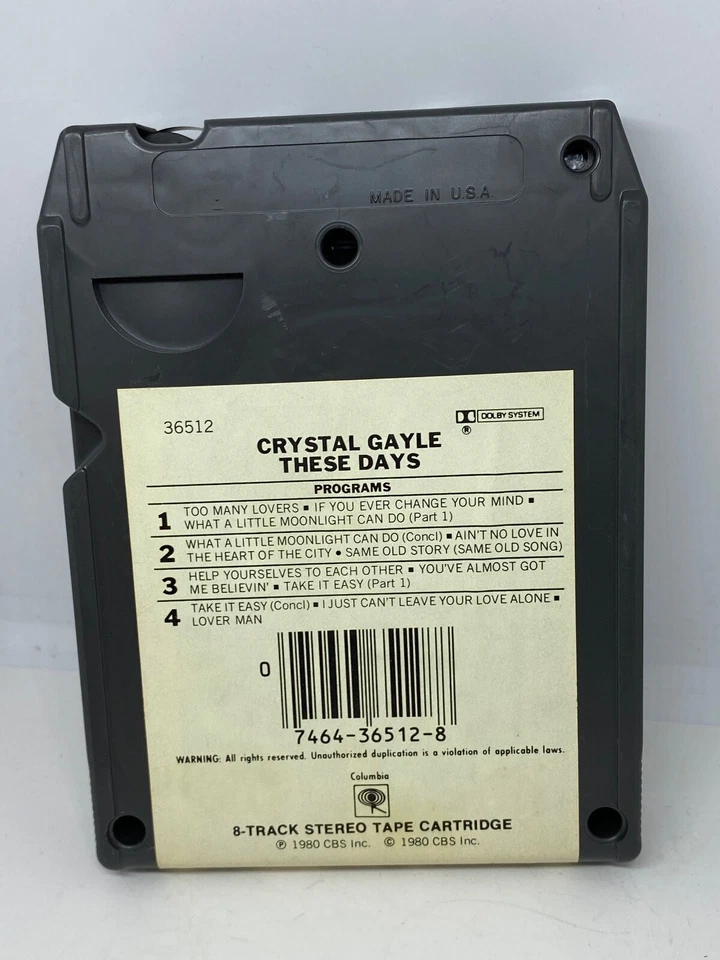 MADE IN U.S.A.
36512
DOLBY SYSTEM
®
CRYSTAL GAYLE
THESE DAYS
PROGRAMS
1 TOO MANY LOVERS ▪ IF YOU EVER CHANGE YOUR MIND ▪
WHAT A LITTLE MOONLIGHT CAN DO (Part 1)
2 WHAT A LITTLE MOONLIGHT CAN DO (Concl) ▪ AIN'T NO LOVE IN
THE HEART OF THE CITY • SAME OLD STORY (SAME OLD SONG)
3 HELP YOURSELVES TO EACH OTHER ▪ YOU'VE ALMOST GOT
ME BELIEVIN' ▪ TAKE IT EASY (Part 1)
4 TAKE IT EASY (Concl) ▪ I JUST CAN'T LEAVE YOUR LOVE ALONE ▪
LOVER MAN
0
7464-36512-8
WARNING: All rights reserved. Unauthorized duplication is a violation of applicable laws.
Columbia
8-TRACK STEREO TAPE CARTRIDGE
℗ 1980 CBS Inc. © 1980 CBS Inc.